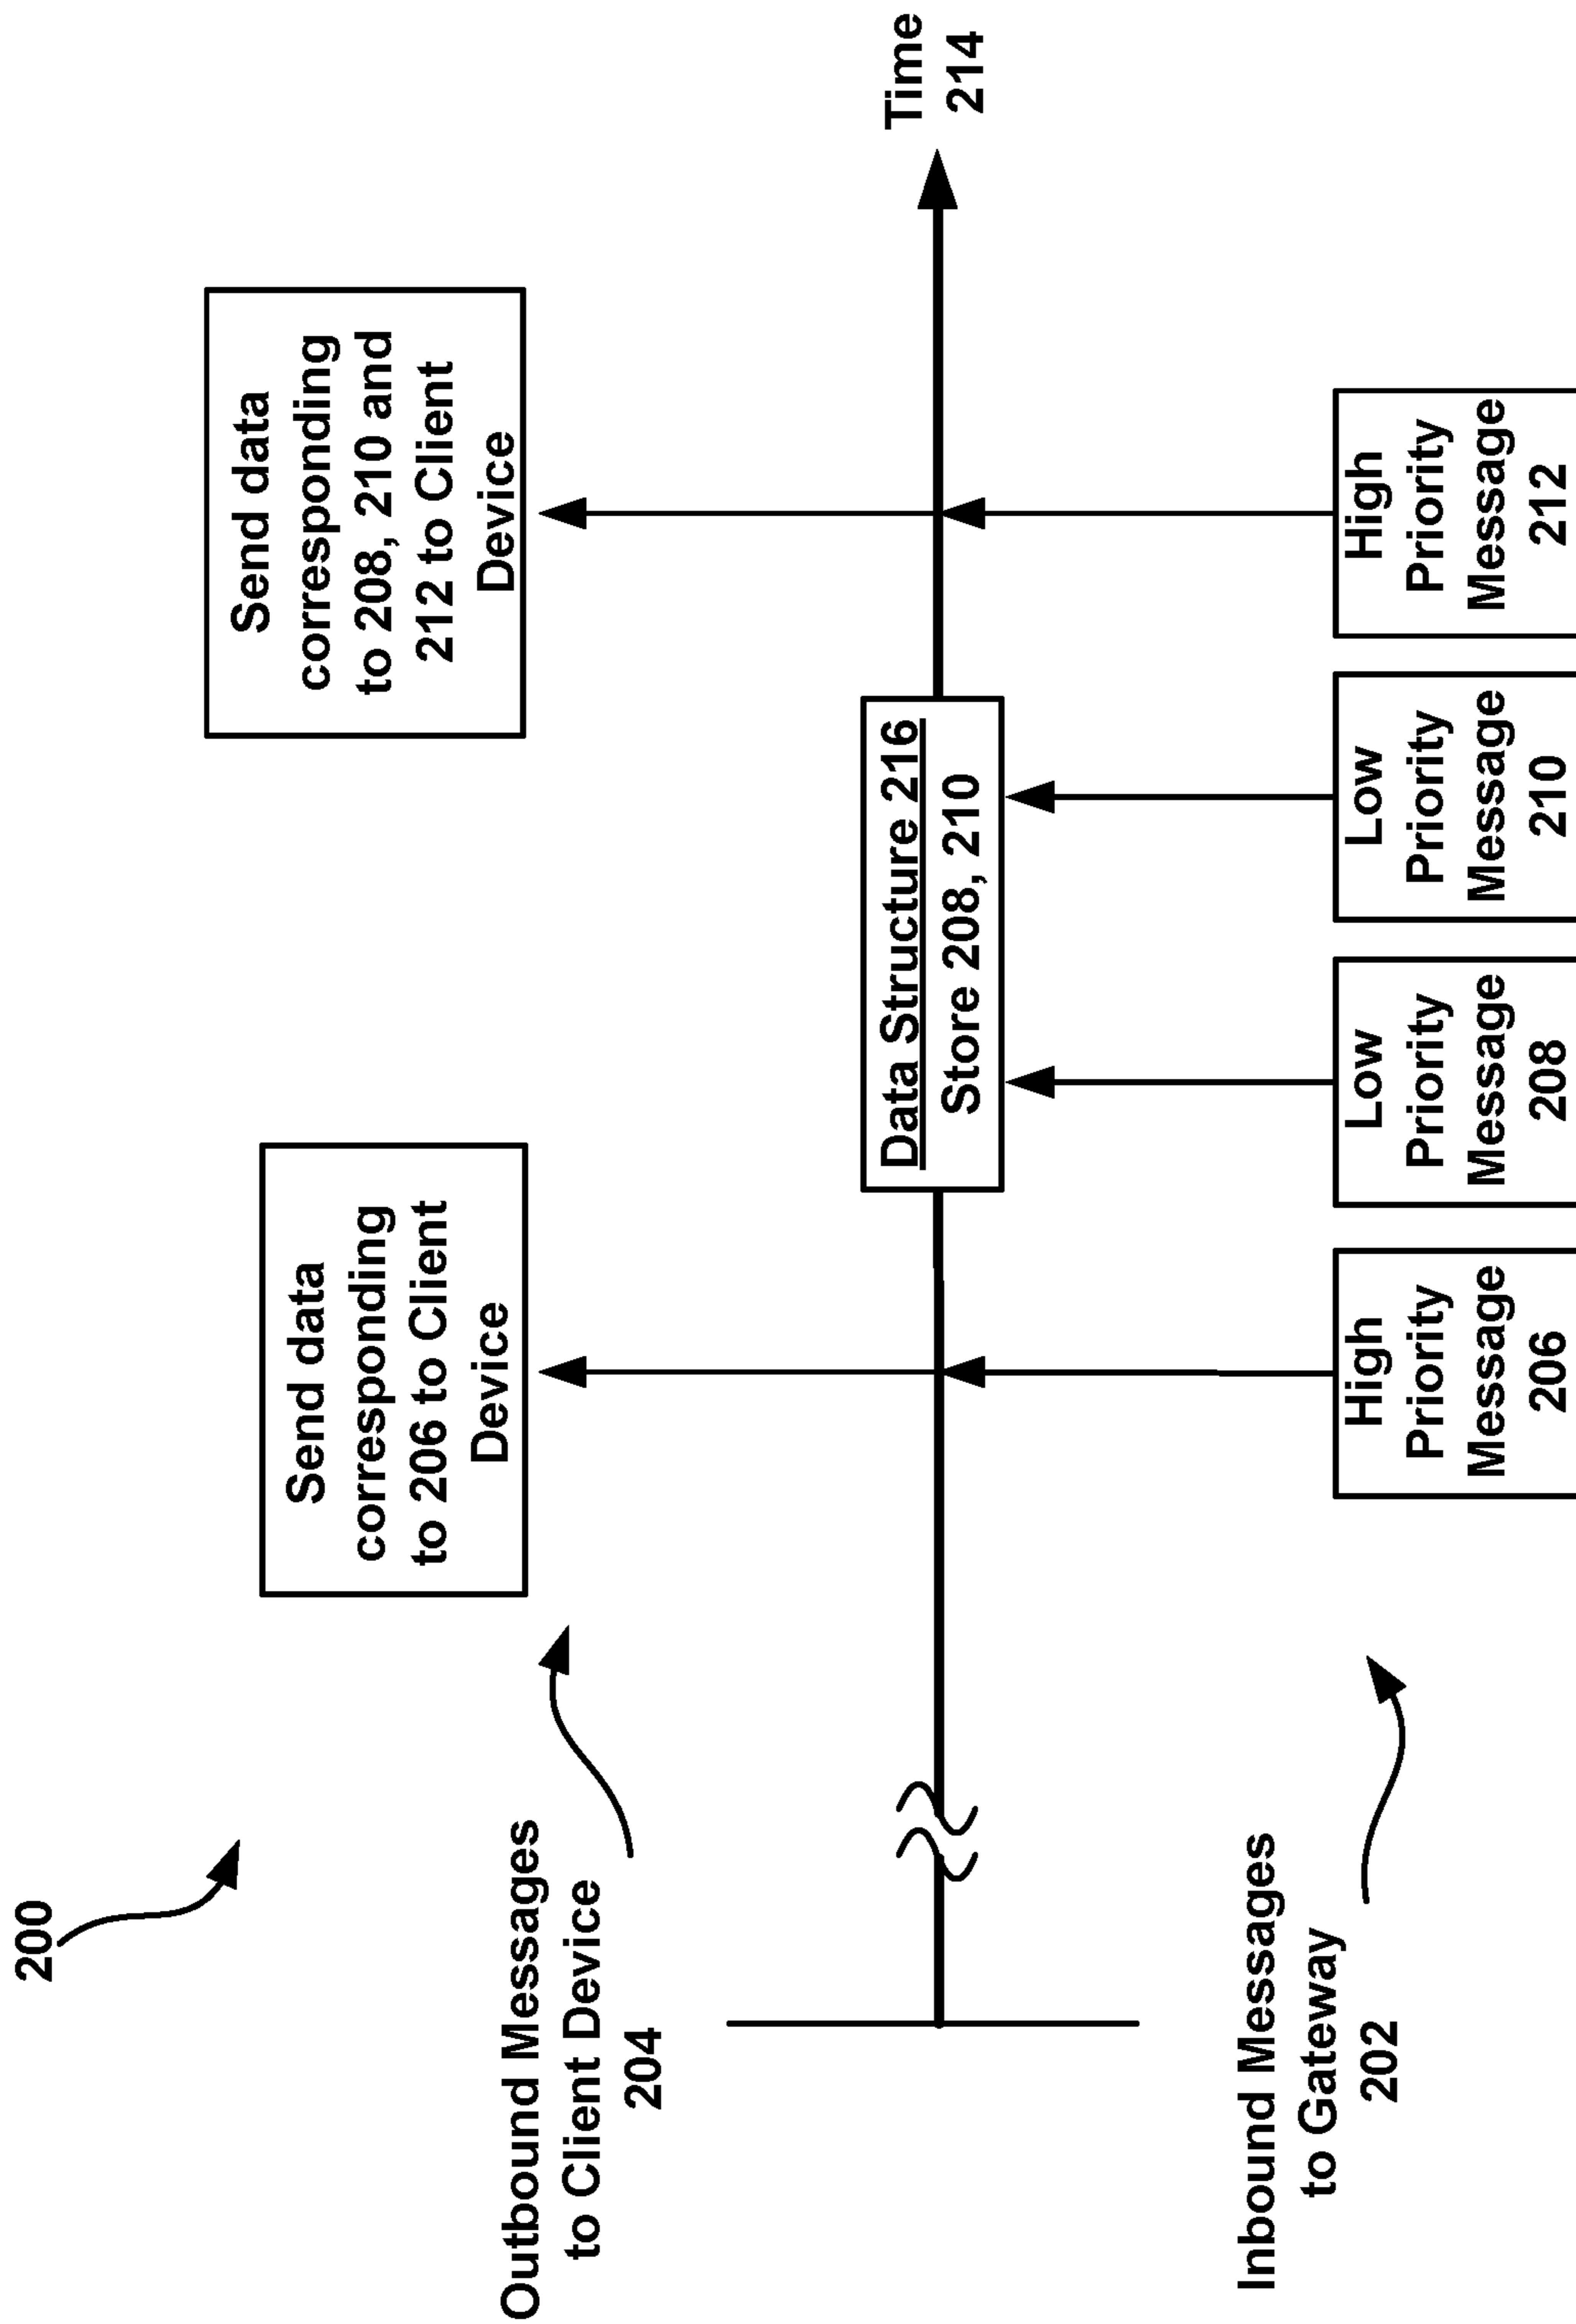 200
Outbound Messages
to Client Device
204
Send data
corresponding
to 206 to Client
Device
Send data
corresponding
to 208, 210 and
212 to Client
Device
Data Structure 216
Store 208, 210
Time
214
Inbound Messages
to Gateway
202
High
Priority
Message
206
Low
Priority
Message
208
Low
Priority
Message
210
High
Priority
Message
212